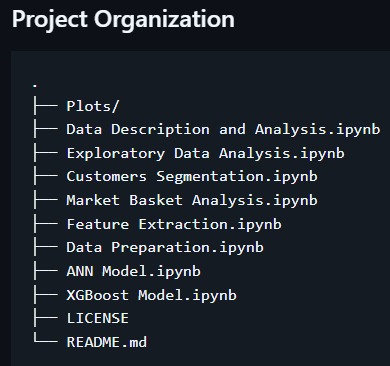 Project Organization
.
├── Plots/
├── Data Description and Analysis.ipynb
├── Exploratory Data Analysis.ipynb
├── Customers Segmentation.ipynb
├── Market Basket Analysis.ipynb
├── Feature Extraction.ipynb
├── Data Preparation.ipynb
├── ANN Model.ipynb
├── XGBoost Model.ipynb
├── LICENSE
└── README.md